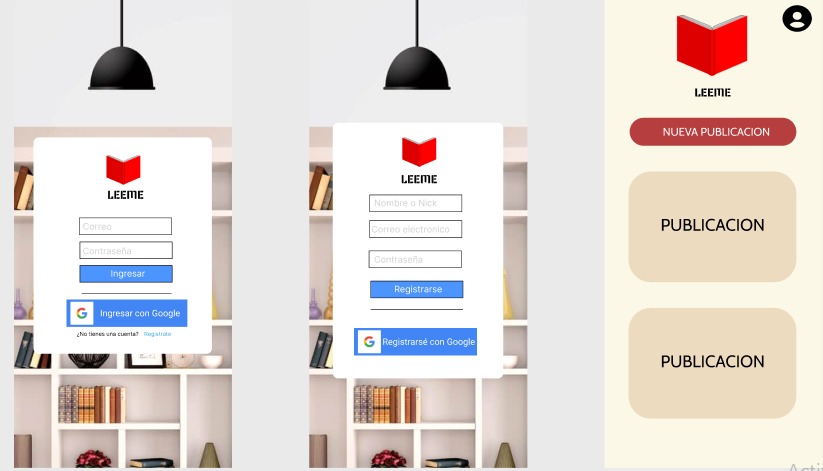 LEEME
Correo
Contraseña
Ingresar
Ingresar con Google
¿No tienes una cuenta? Registrate
LEEME
Nombre o Nick
Correo electronico
Contraseña
Registrarse
Registrarsé con Google
LEEME
NUEVA PUBLICACION
PUBLICACION
PUBLICACION